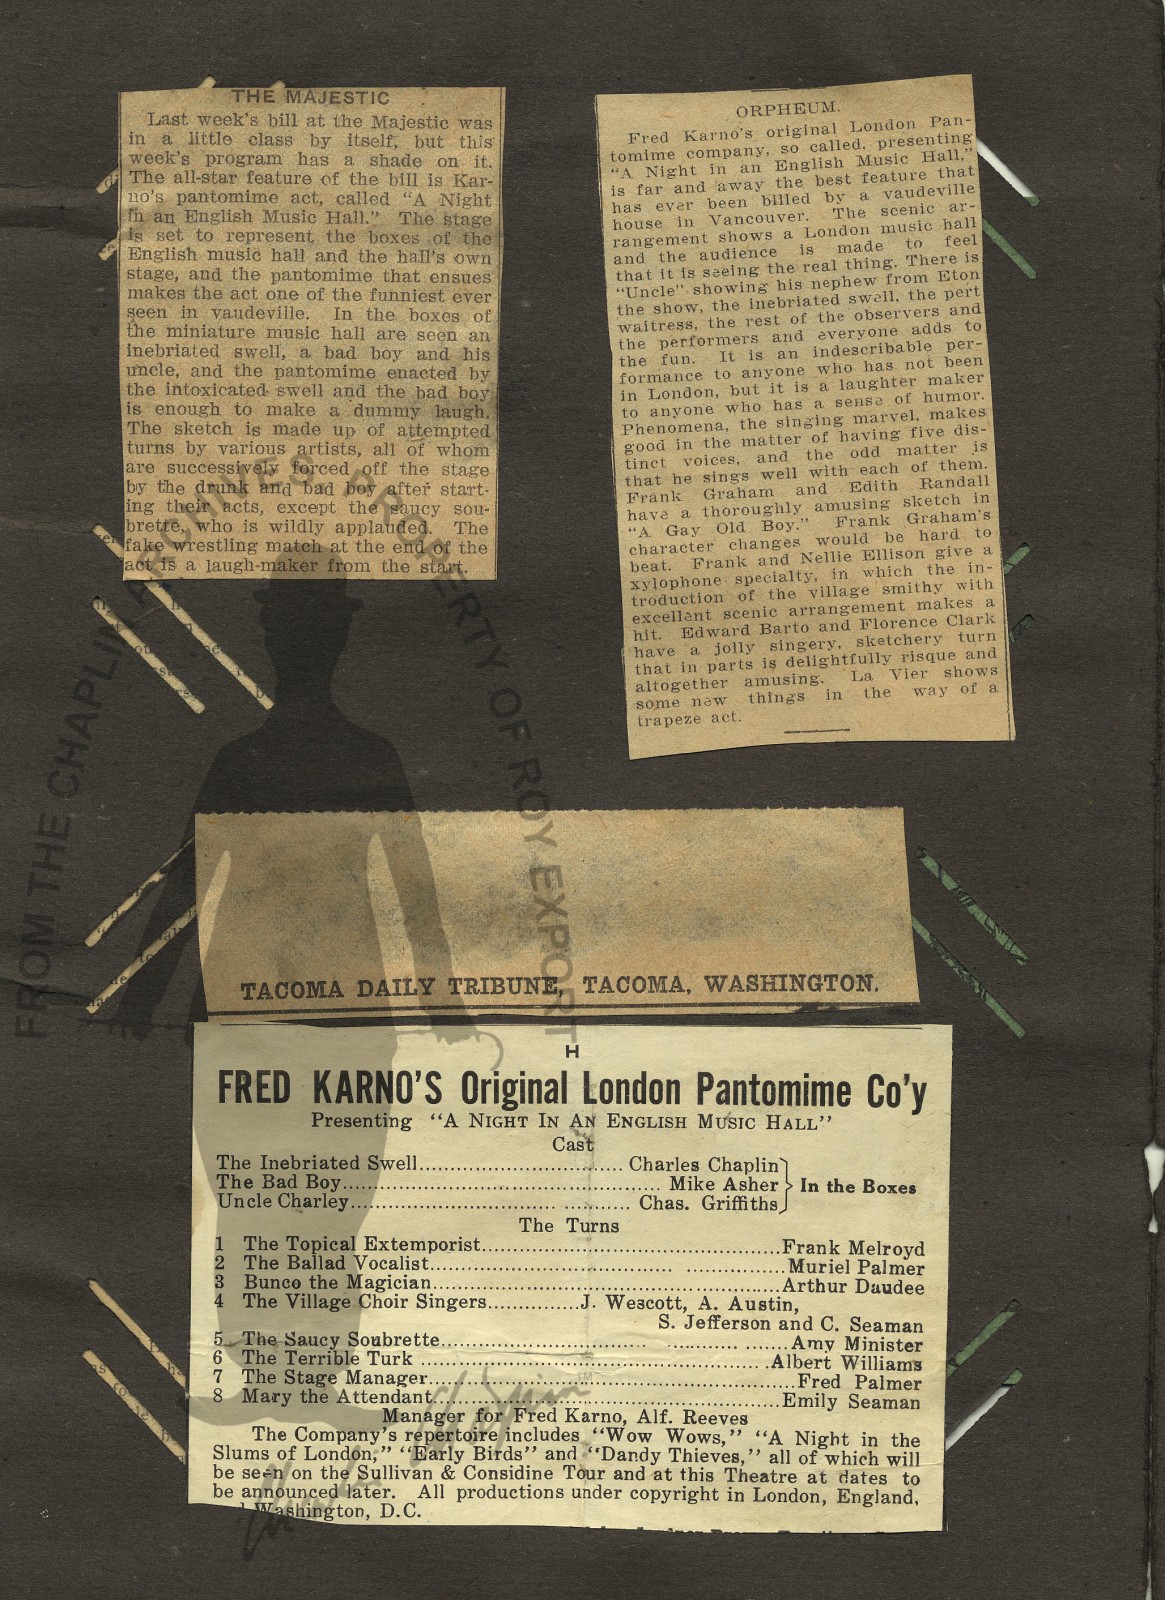 THE MAJESTIC
Last week's bill at the Majestic was
in a little class by itself, but this
week's program has a shade on it.
The all-star feature of the bill is Kar-
no's pantomime act, called "A Night
in an English Music Hall." The stage
is set to represent the boxes of the
English music hall and the hall's own
stage, and the pantomime that ensues
makes the act one of the funniest ever
seen in vaudeville. In the boxes of
the miniature music hall are seen an
inebriated swell, a bad boy and his
uncle, and the pantomime enacted by
the intoxicated swell and the bad boy
is enough to make a dummy laugh.
The sketch is made up of attempted
turns by various artists, all of whom
are successively forced off the stage
by the drunk and bad boy after start-
ing their acts, except the saucy sou-
brette, who is wildly applauded. The
fake wrestling match at the end of the
act is a laugh-maker from the start.
ORPHEUM.
Fred Karno's original London Pan-
tomime company, so called, presenting
"A Night in an English Music Hall,"
is far and away the best feature that
has ever been billed by a vaudeville
house in Vancouver. The scenic ar-
rangement shows a London music hall
and the audience is made to feel
that it is seeing the real thing. There is
"Uncle" showing his nephew from Eton
the show, the inebriated swell, the pert
waitress, the rest of the observers and
the performers and everyone adds to
the fun. It is an indescribable per-
formance to anyone who has not been
in London, but it is a laughter maker
to anyone who has a sense of humor.
Phenomena, the singing marvel, makes
good in the matter of having five dis-
tinct voices, and the odd matter is
that he sings well with each of them.
Frank Graham and Edith Randall
have a thoroughly amusing sketch in
"A Gay Old Boy." Frank Graham's
character changes would be hard to
beat. Frank and Nellie Ellison give a
xylophone specialty, in which the in-
troduction of the village smithy with
excellent scenic arrangement makes a
hit. Edward Barto and Florence Clark
have a jolly singery, sketchery turn
that in parts is delightfully risque and
altogether amusing. La Vier shows
some new things in the way of a
trapeze act.
FROM THE CHAPLIN ARCHIVES PROPERTY OF ROY EXPORT
TACOMA DAILY TRIBUNE, TACOMA, WASHINGTON.
H
FRED KARNO'S Original London Pantomime Co'y
Presenting "A NIGHT IN AN ENGLISH MUSIC HALL"
Cast
The Inebriated Swell.................................. Charles Chaplin
The Bad Boy..................................................... Mike Asher
Uncle Charley.................................. ........... Chas. Griffiths
In the Boxes
The Turns
1 The Topical Extemporist..................................................Frank Melroyd
2 The Ballad Vocalist......................................... .................Muriel Palmer
3 Bunco the Magician...........................................................Arthur Daudee
4 The Village Choir Singers...............J. Wescott, A. Austin,
S. Jefferson and C. Seaman
5 The Saucy Soubrette................................... ............ .......Amy Minister
6 The Terrible Turk ..........................................................Albert Williams
7 The Stage Manager..................................................................Fred Palmer
8 Mary the Attendant...........................................................Emily Seaman
Manager for Fred Karno, Alf. Reeves
The Company's repertoire includes "Wow Wows," "A Night in the
Slums of London," "Early Birds" and "Dandy Thieves," all of which will
be seen on the Sullivan & Considine Tour and at this Theatre at dates to
be announced later. All productions under copyright in London, England,
Washington, D.C.
Charlie Chaplin
TM